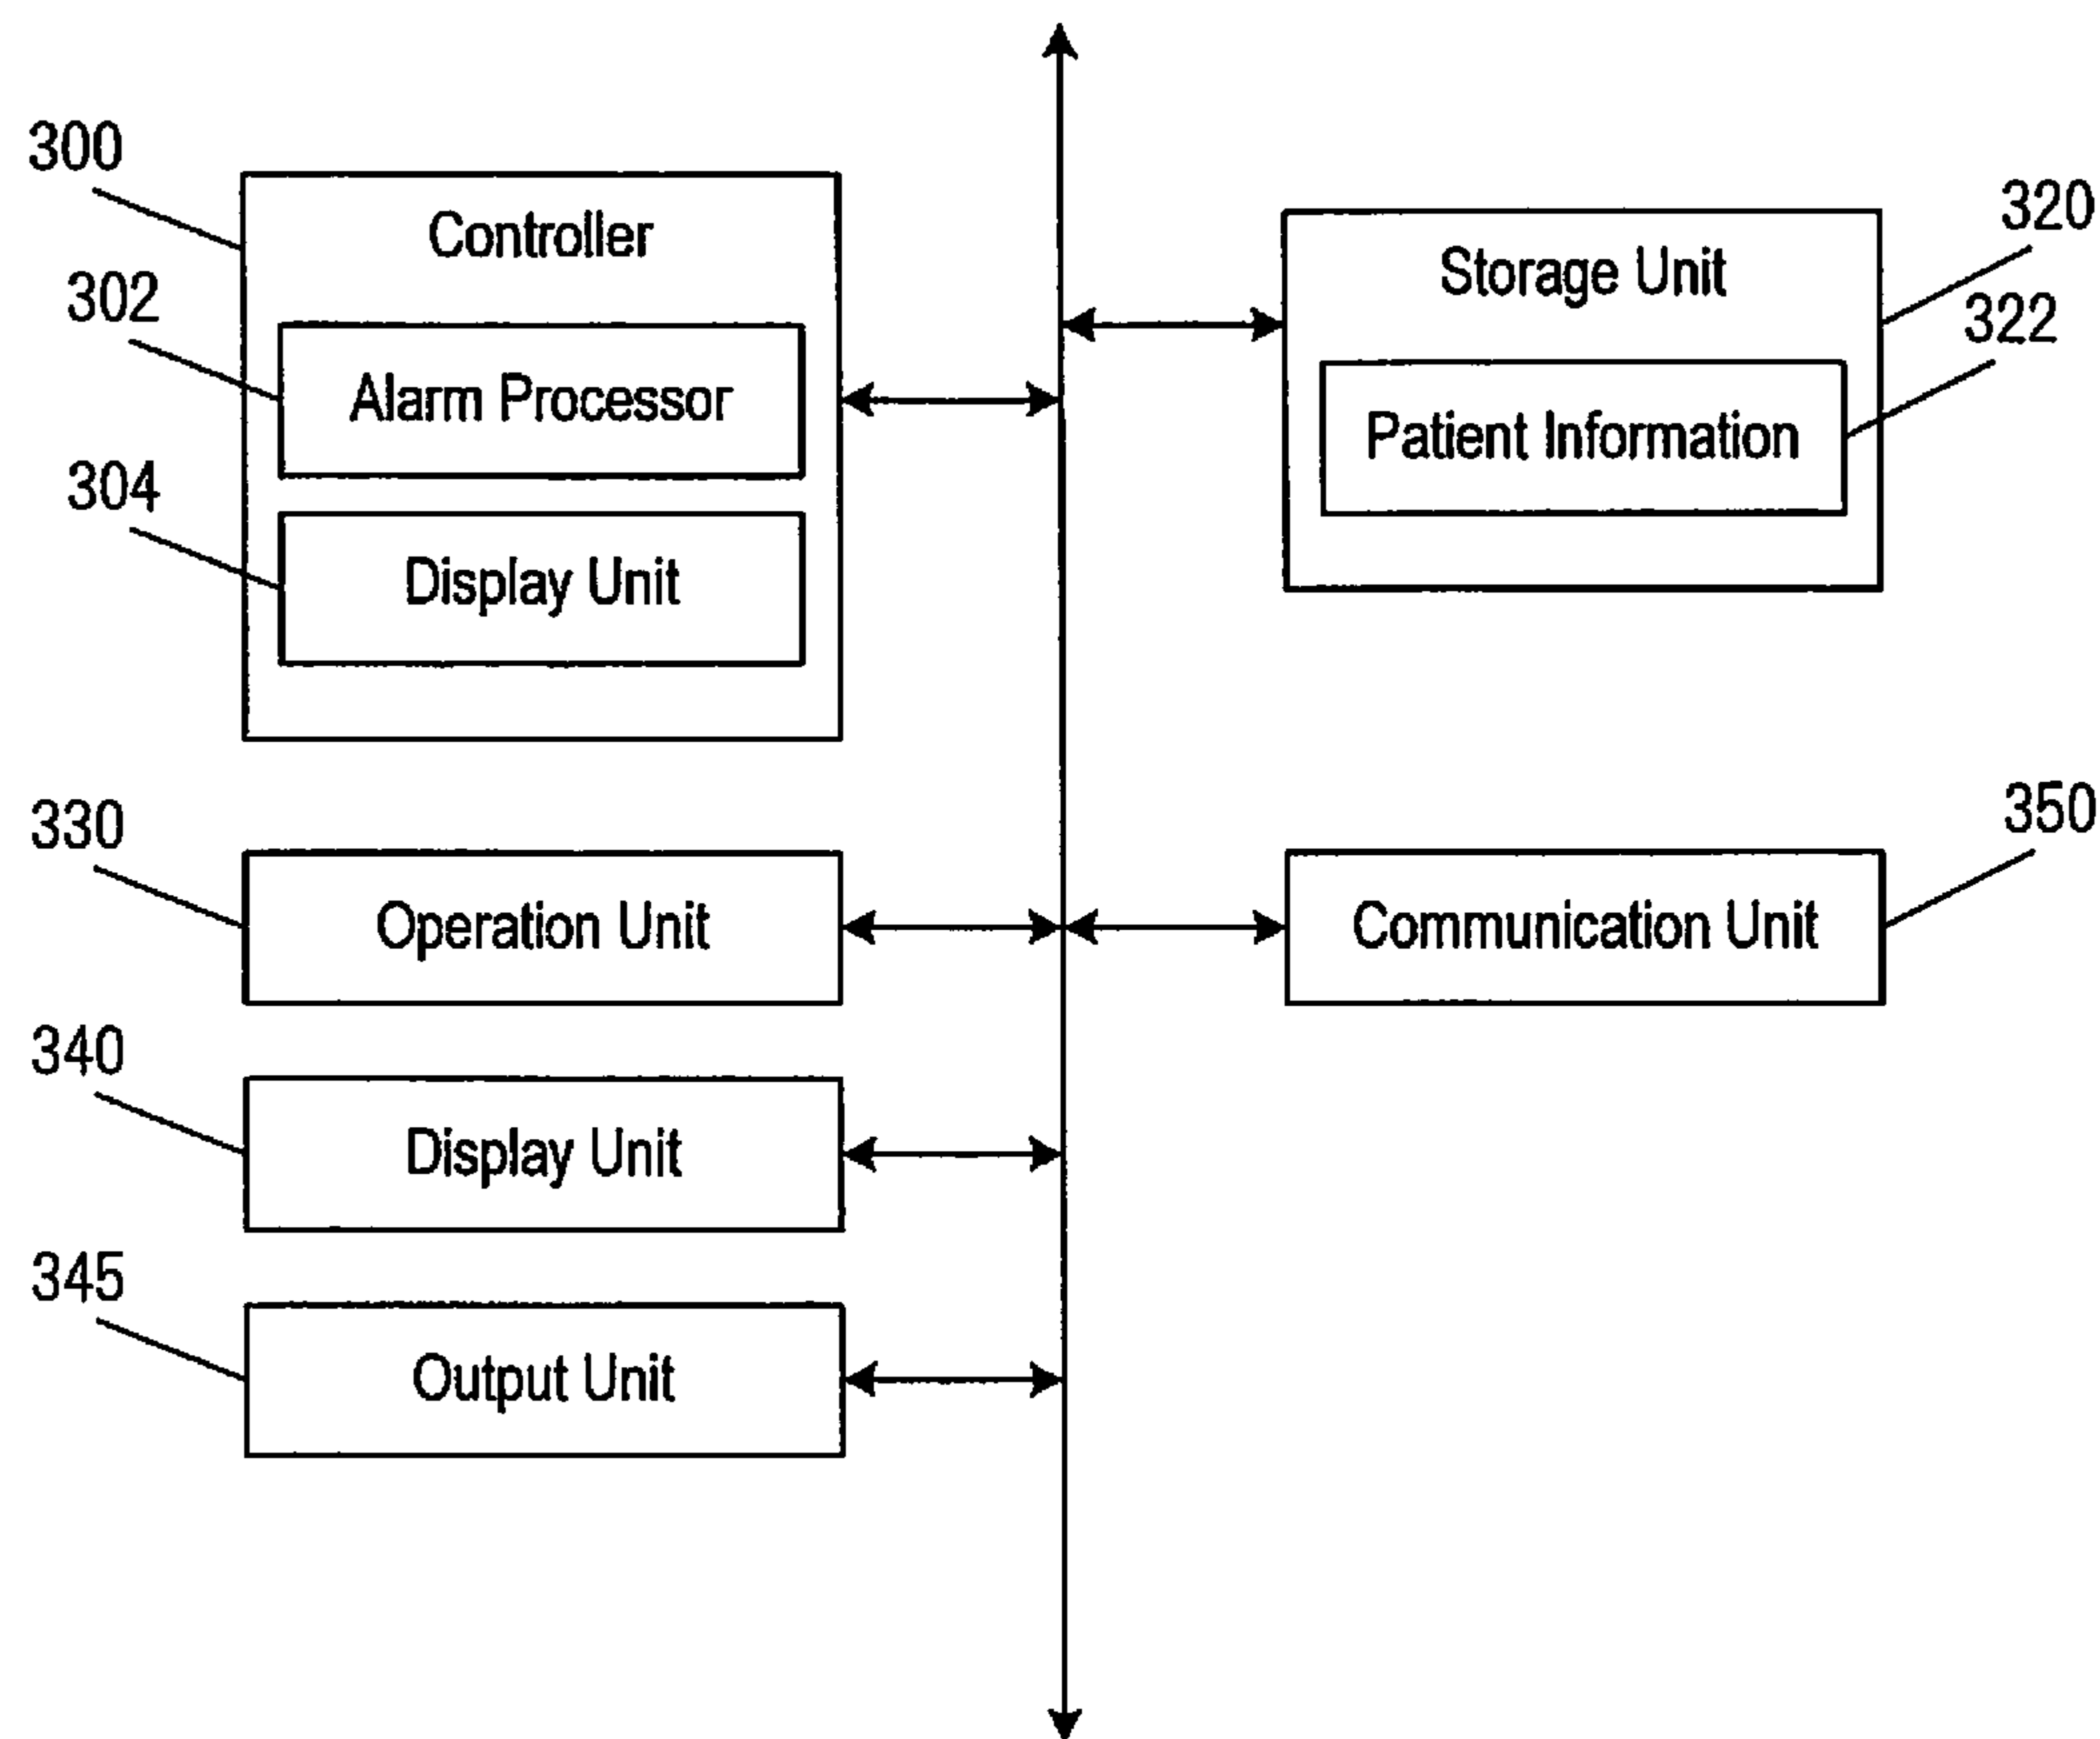 300
Controller
302
Alarm Processor
304
Display Unit
320
Storage Unit
322
Patient Information
330
Operation Unit
350
Communication Unit
340
Display Unit
345
Output Unit